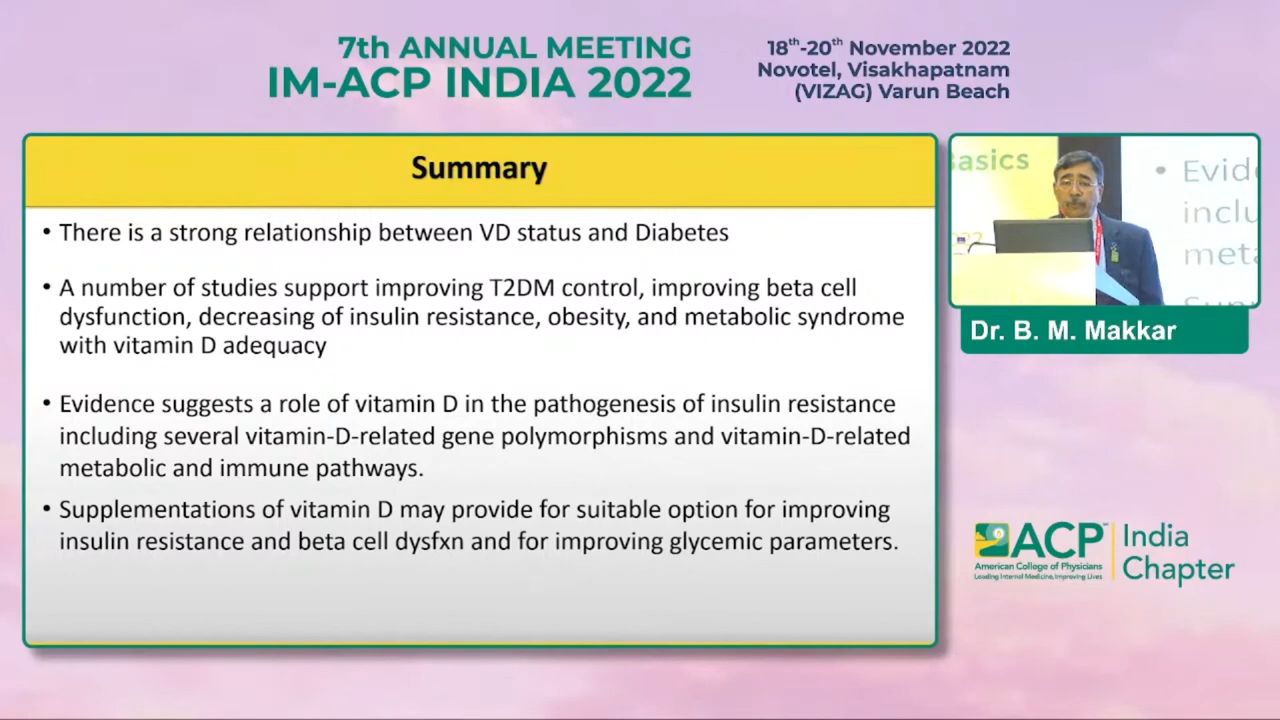 7th ANNUAL MEETING
IM-ACP INDIA 2022
18th-20th November 2022
Novotel, Visakhapatnam
(VIZAG) Varun Beach
Summary
• There is a strong relationship between VD status and Diabetes
• A number of studies support improving T2DM control, improving beta cell
dysfunction, decreasing of insulin resistance, obesity, and metabolic syndrome
with vitamin D adequacy
• Evidence suggests a role of vitamin D in the pathogenesis of insulin resistance
including several vitamin-D-related gene polymorphisms and vitamin-D-related
metabolic and immune pathways.
• Supplementations of vitamin D may provide for suitable option for improving
insulin resistance and beta cell dysfxn and for improving glycemic parameters.
asics
• Evid
inclu
meta
Dr. B. M. Makkar
ACP™
American College of Physicians
Leading Internal Medicine, Improving Lives
India
Chapter